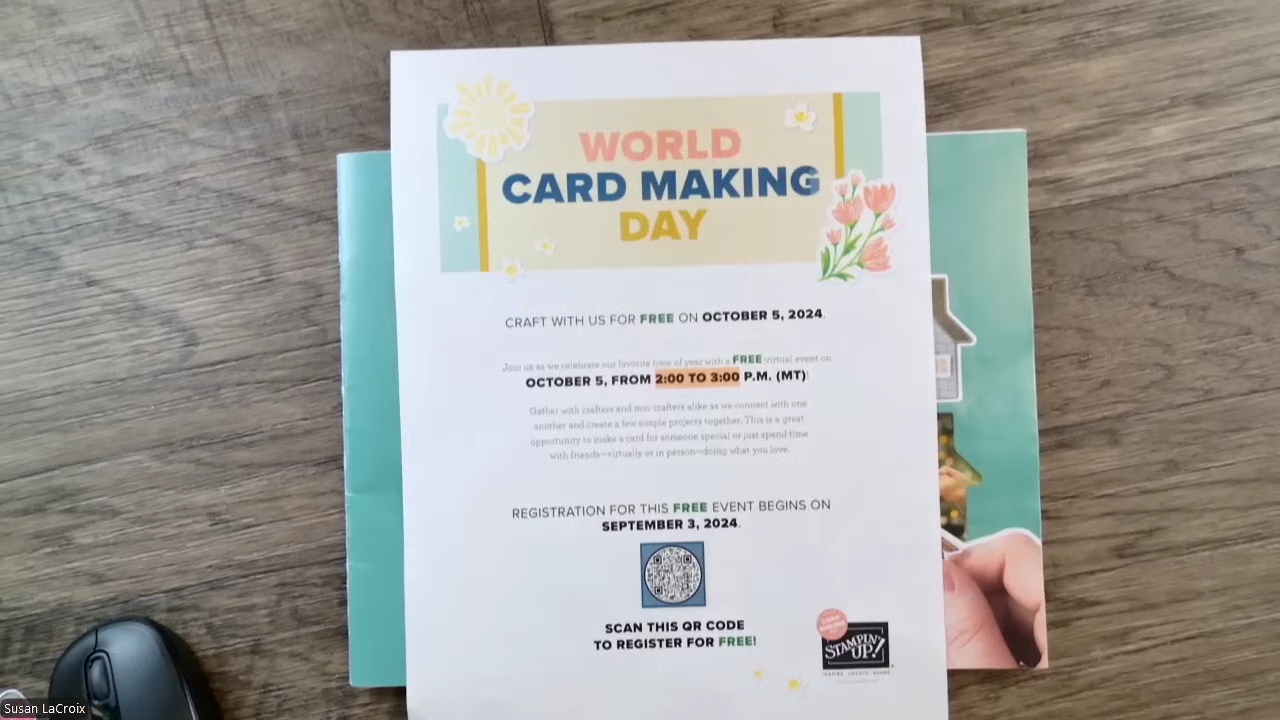 WORLD
CARD MAKING
DAY
CRAFT WITH US FOR FREE ON OCTOBER 5, 2024.
Join us as we celebrate our favorite time of year with a FREE virtual event on
OCTOBER 5, FROM 2:00 TO 3:00 P.M. (MT)!
Gather with crafters and non-crafters alike as we connect with one
another and create a few simple projects together. This is a great
opportunity to make a card for someone special or just spend time
with friends—virtually or in person—doing what you love.
REGISTRATION FOR THIS FREE EVENT BEGINS ON
SEPTEMBER 3, 2024.
SCAN THIS QR CODE
TO REGISTER FOR FREE!
STAMPIN' UP!
INSPIRE · CREATE · SHARE
Susan LaCroix